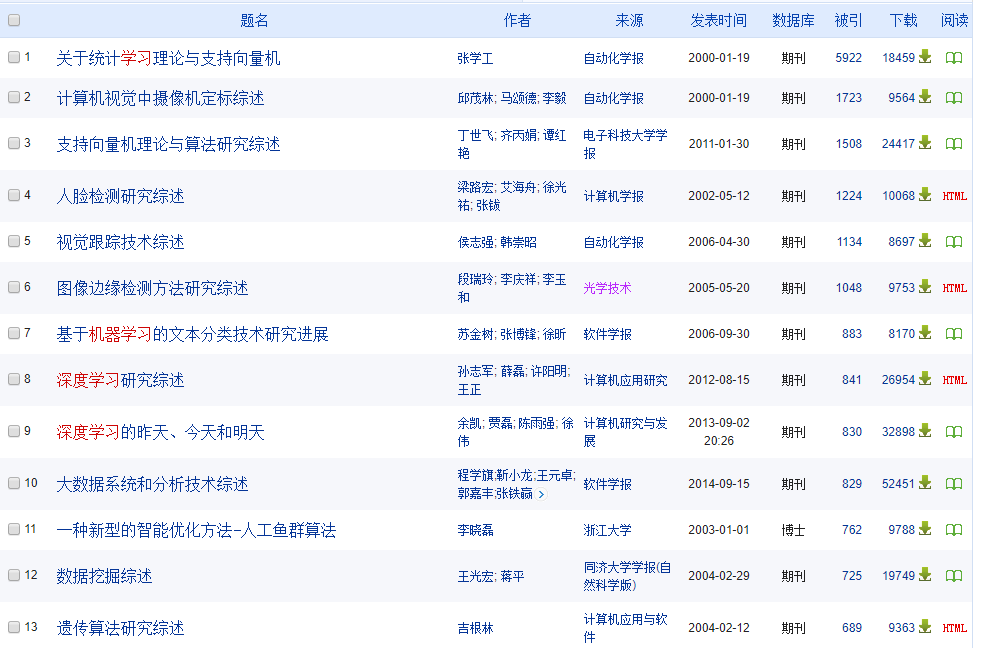 题名 作者 来源 发表时间 数据库 被引 下载 阅读
1 关于统计学习理论与支持向量机 张学工 自动化学报 2000-01-19 期刊 5922 18459
2 计算机视觉中摄像机定标综述 邱茂林; 马颂德; 李毅 自动化学报 2000-01-19 期刊 1723 9564
3 支持向量机理论与算法研究综述 丁世飞; 齐丙娟; 谭红艳 电子科技大学学报 2011-01-30 期刊 1508 24417
4 人脸检测研究综述 梁路宏; 艾海舟; 徐光祐; 张钹 计算机学报 2002-05-12 期刊 1224 10068 HTML
5 视觉跟踪技术综述 侯志强; 韩崇昭 自动化学报 2006-04-30 期刊 1134 8697
6 图像边缘检测方法研究综述 段瑞玲; 李庆祥; 李玉和 光学技术 2005-05-20 期刊 1048 9753 HTML
7 基于机器学习的文本分类技术研究进展 苏金树; 张博锋; 徐昕 软件学报 2006-09-30 期刊 883 8170
8 深度学习研究综述 孙志军; 薛磊; 许阳明; 王正 计算机应用研究 2012-08-15 期刊 841 26954 HTML
9 深度学习的昨天、今天和明天 余凯; 贾磊; 陈雨强; 徐伟 计算机研究与发展 2013-09-02 20:26 期刊 830 32898
10 大数据系统和分析技术综述 程学旗;靳小龙;王元卓;郭嘉丰;张铁赢 软件学报 2014-09-15 期刊 829 52451
11 一种新型的智能优化方法-人工鱼群算法 李晓磊 浙江大学 2003-01-01 博士 762 9788
12 数据挖掘综述 王光宏; 蒋平 同济大学学报(自然科学版) 2004-02-29 期刊 725 19749
13 遗传算法研究综述 吉根林 计算机应用与软件 2004-02-12 期刊 689 9363 HTML